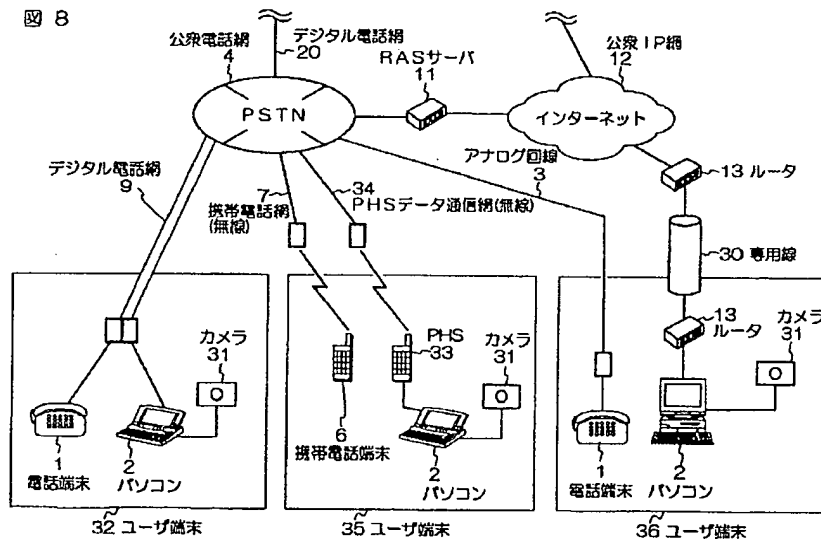 図 8
公衆電話網
4
デジタル電話網
20
RASサーバ
11
公衆IP網
12
PSTN
インターネット
デジタル電話網
9
7
携帯電話網
(無線)
34
PHSデータ通信網(無線)
アナログ回線
3
13 ルータ
30 専用線
カメラ
31
PHS
33
カメラ
31
13
ルータ
カメラ
31
1
電話端末
2
パソコン
6
携帯電話端末
2
パソコン
1
電話端末
2
パソコン
32 ユーザ端末
35 ユーザ端末
36 ユーザ端末